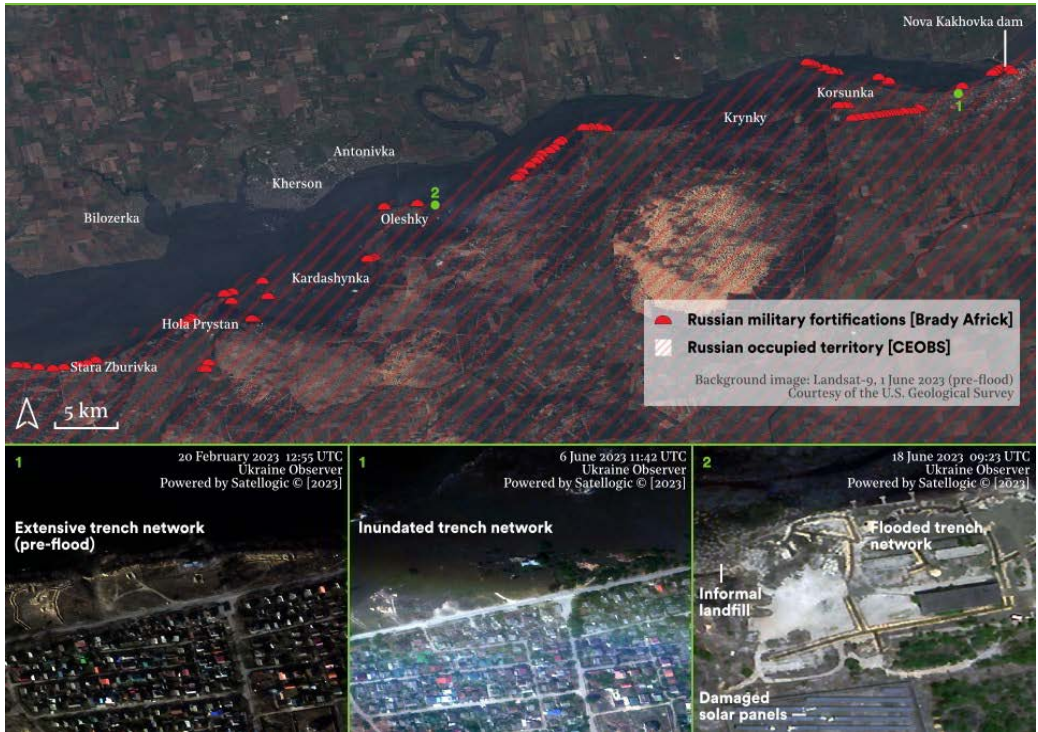 Nova Kakhovka dam
Korsunka
1
Krynky
Antonivka
Kherson
2
Bilozerka
Oleshky
Kardashynka
Hola Prystan
Stara Zburivka
Russian military fortifications [Brady Africk]
Russian occupied territory [CEOBS]
Background image: Landsat-9, 1 June 2023 (pre-flood)
Courtesy of the U.S. Geological Survey
5 km
1
20 February 2023 12:55 UTC
Ukraine Observer
Powered by Satellogic © [2023]
Extensive trench network
(pre-flood)
1
6 June 2023 11:42 UTC
Ukraine Observer
Powered by Satellogic © [2023]
Inundated trench network
2
18 June 2023 09:23 UTC
Ukraine Observer
Powered by Satellogic © [2023]
Flooded trench
network
Informal
landfill
Damaged
solar panels